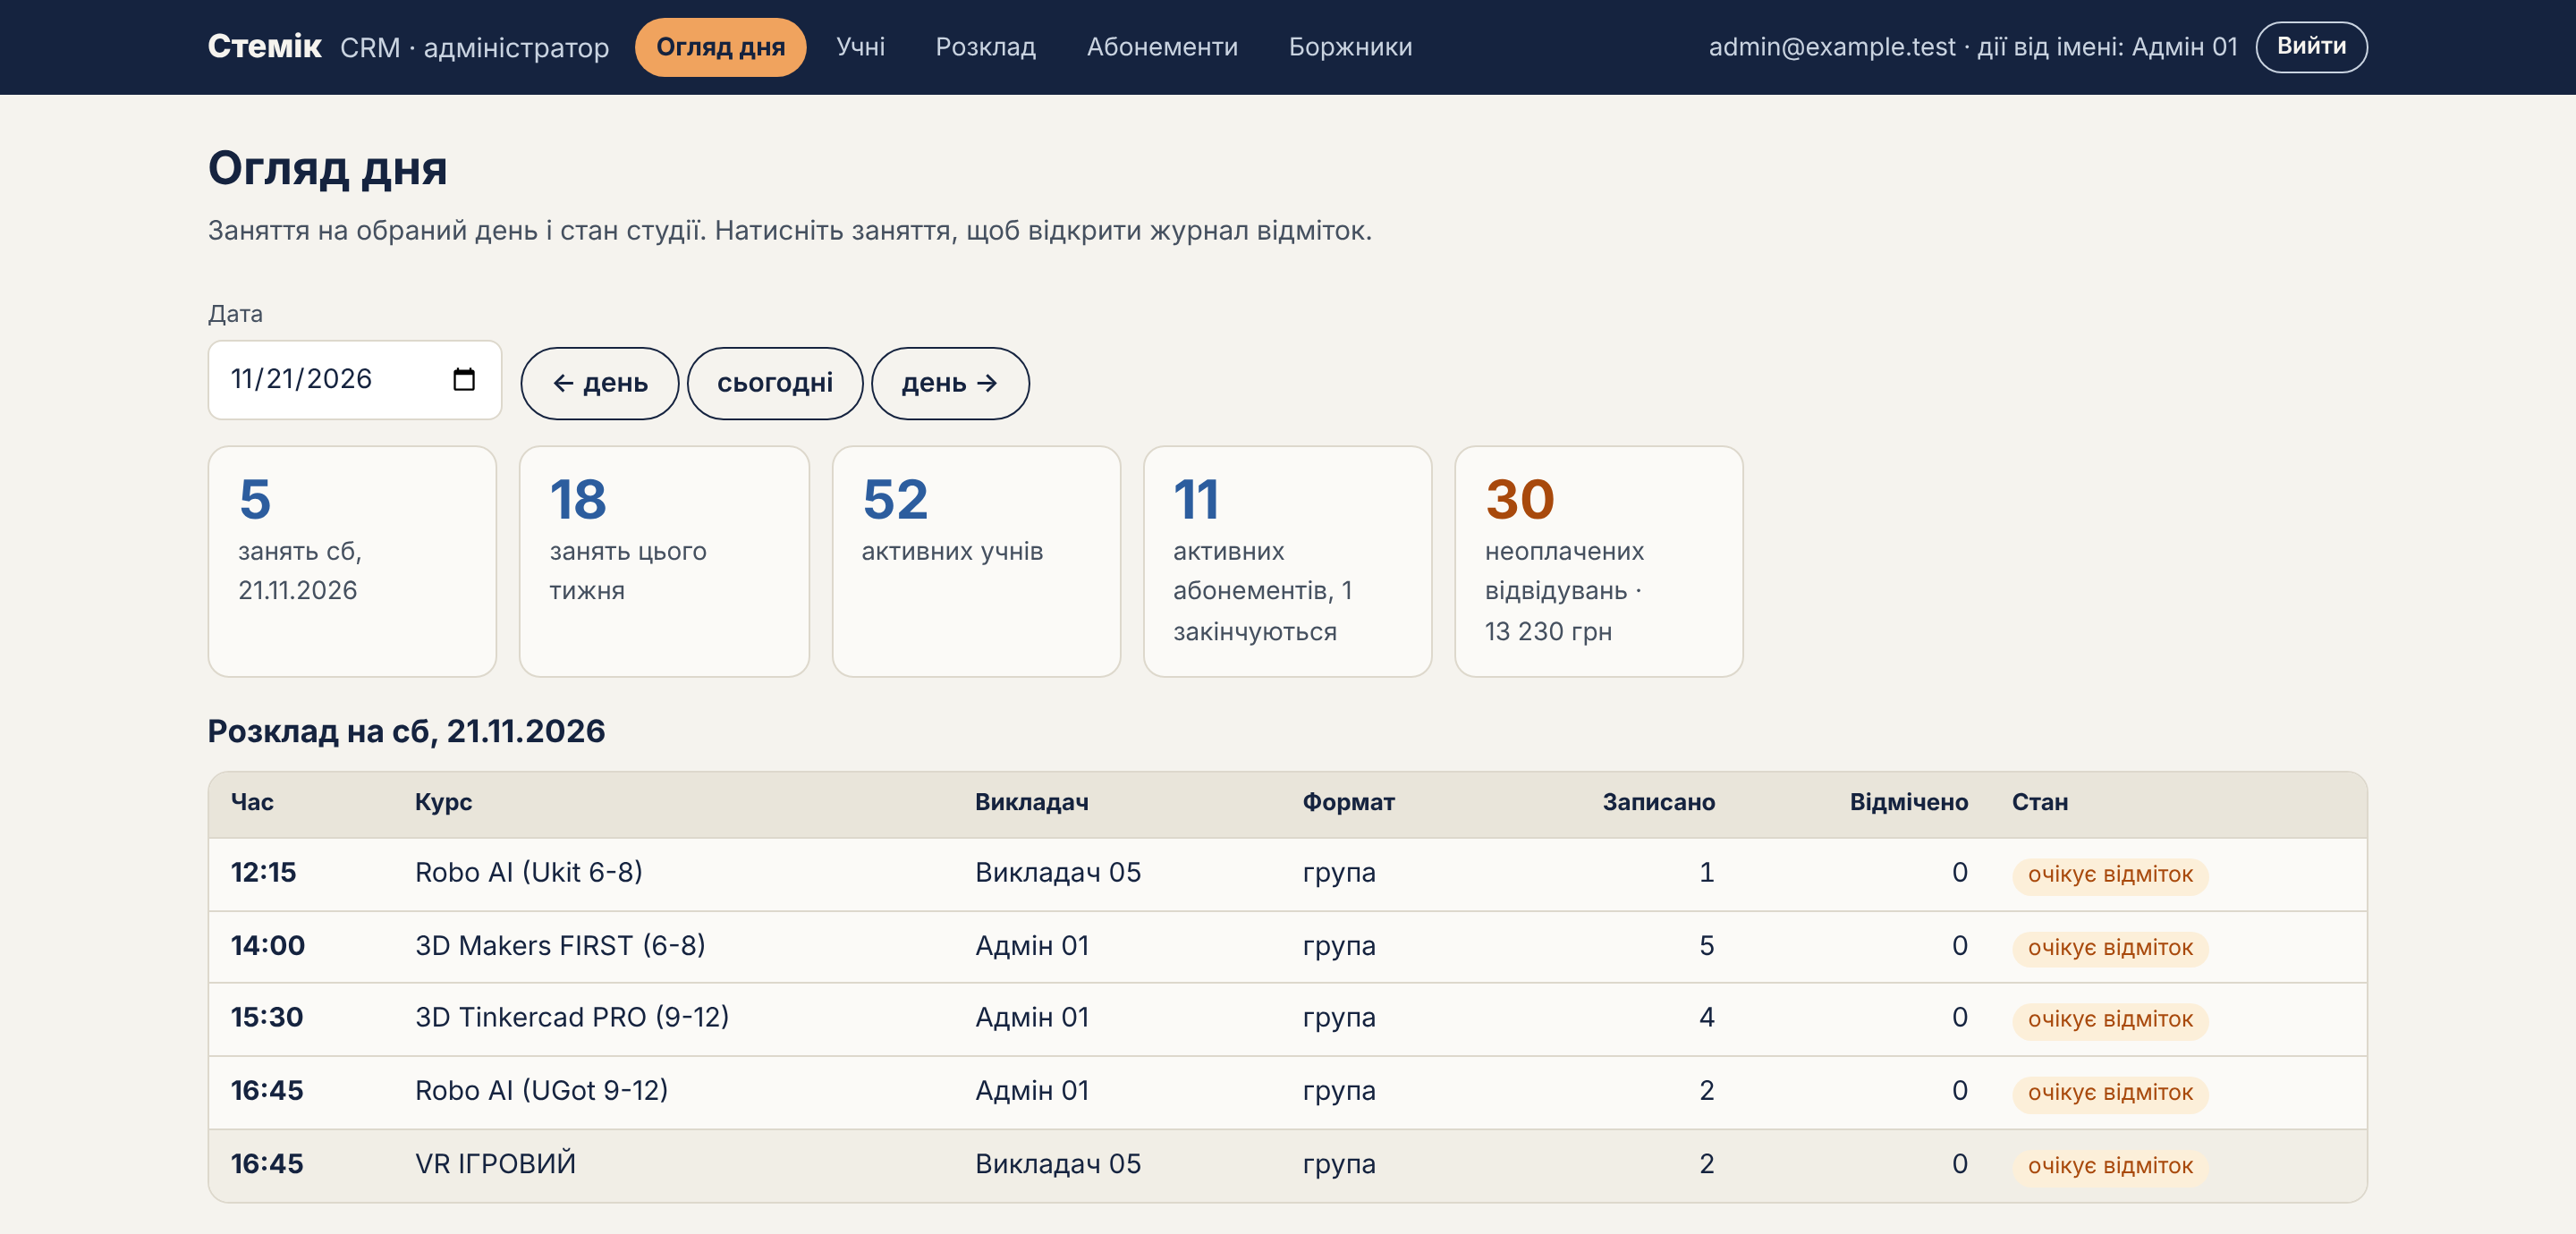 Стемік CRM · адміністратор Огляд дня Учні Розклад Абонементи Боржники admin@example.test · дії від імені: Адмін 01 Вийти
Огляд дня
Заняття на обраний день і стан студії. Натисніть заняття, щоб відкрити журнал відміток.
Дата
11/21/2026 ← день сьогодні день →
5
занять сб,
21.11.2026
18
занять цього
тижня
52
активних учнів
11
активних
абонементів, 1
закінчуються
30
неоплачених
відвідувань ·
13 230 грн
Розклад на сб, 21.11.2026
Час Курс Викладач Формат Записано Відмічено Стан
12:15 Robo AI (Ukit 6-8) Викладач 05 група 1 0 очікує відміток
14:00 3D Makers FIRST (6-8) Адмін 01 група 5 0 очікує відміток
15:30 3D Tinkercad PRO (9-12) Адмін 01 група 4 0 очікує відміток
16:45 Robo AI (UGot 9-12) Адмін 01 група 2 0 очікує відміток
16:45 VR ІГРОВИЙ Викладач 05 група 2 0 очікує відміток